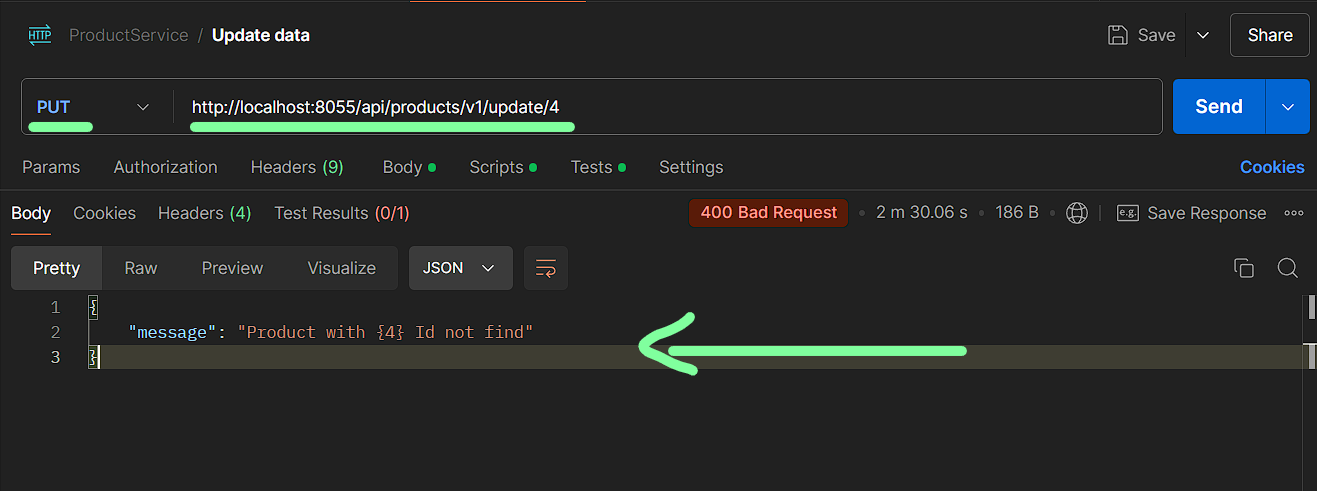 HTTP ProductService / Update data Save Share
PUT http://localhost:8055/api/products/v1/update/4 Send
Params Authorization Headers (9) Body Scripts Tests Settings Cookies
Body Cookies Headers (4) Test Results (0/1) 400 Bad Request 2 m 30.06 s 186 B e.g. Save Response
Pretty Raw Preview Visualize JSON
1 {
2 "message": "Product with {4} Id not find"
3 }